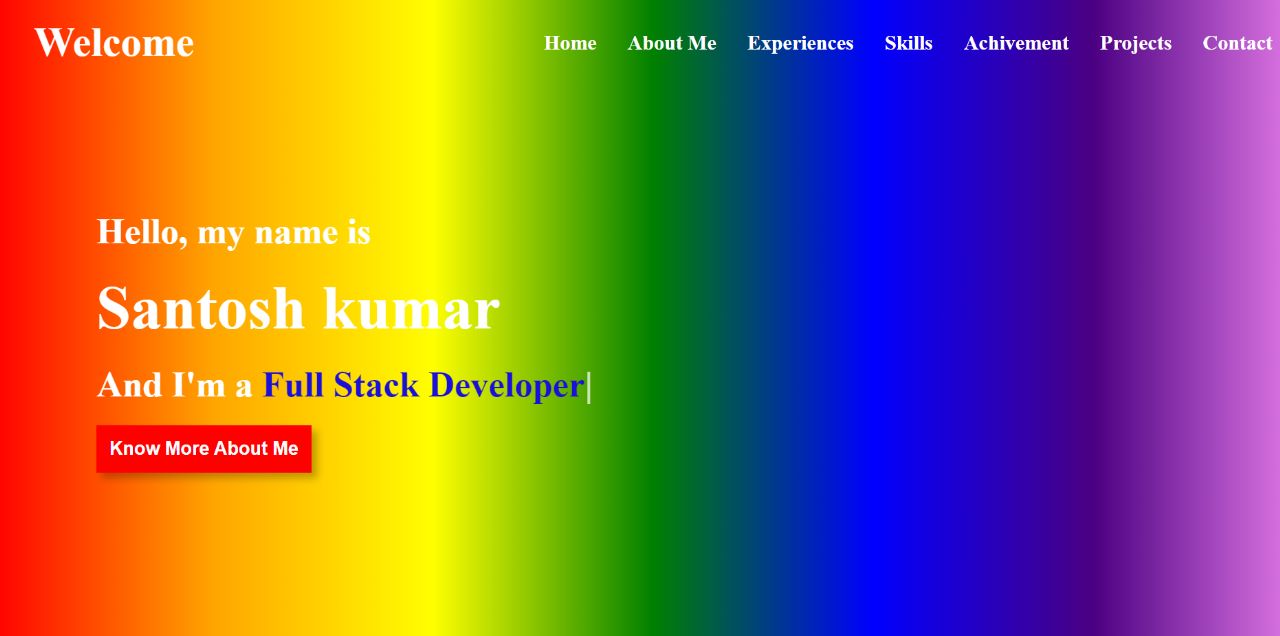 Welcome Home About Me Experiences Skills Achivement Projects Contact
Hello, my name is
Santosh kumar
And I'm a Full Stack Developer|
Know More About Me